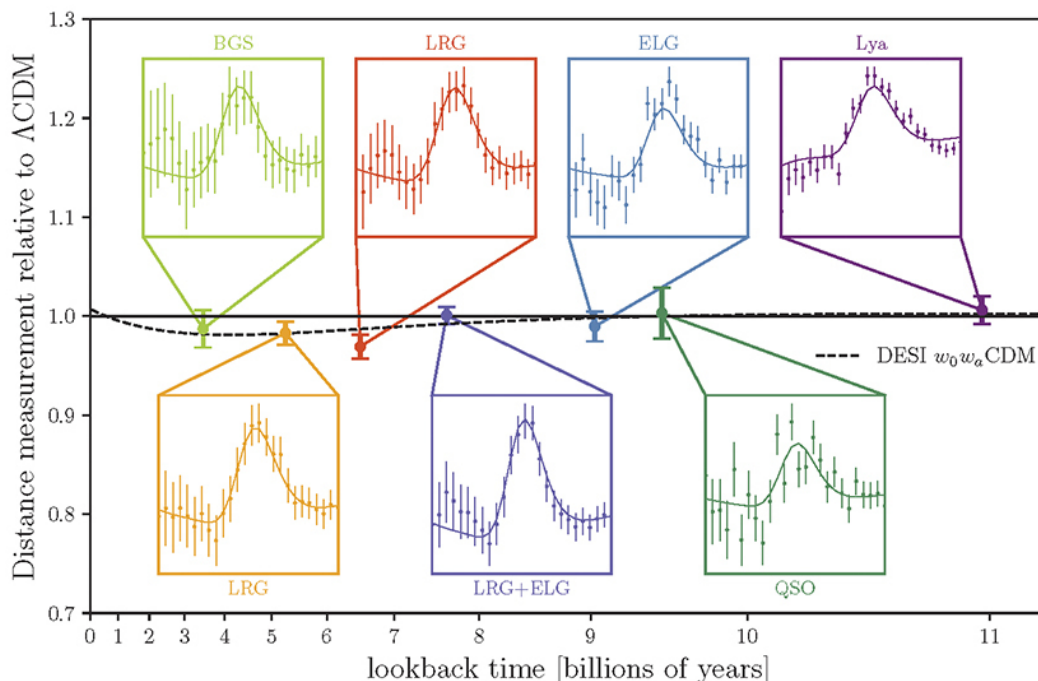 Distance measurement relative to ΛCDM
1.3
1.2
1.1
1.0
0.9
0.8
0.7
BGS
LRG
ELG
Lya
DESI w₀wₐCDM
LRG
LRG+ELG
QSO
0 1 2 3 4 5 6 7 8 9 10 11
lookback time [billions of years]